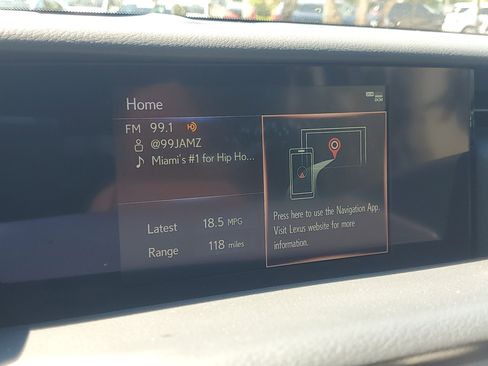 Home
FM 99.1
@99JAMZ
Miami's #1 for Hip Ho...
Latest 18.5 MPG
Range 118 miles
Press here to use the Navigation App.
Visit Lexus website for more
information.